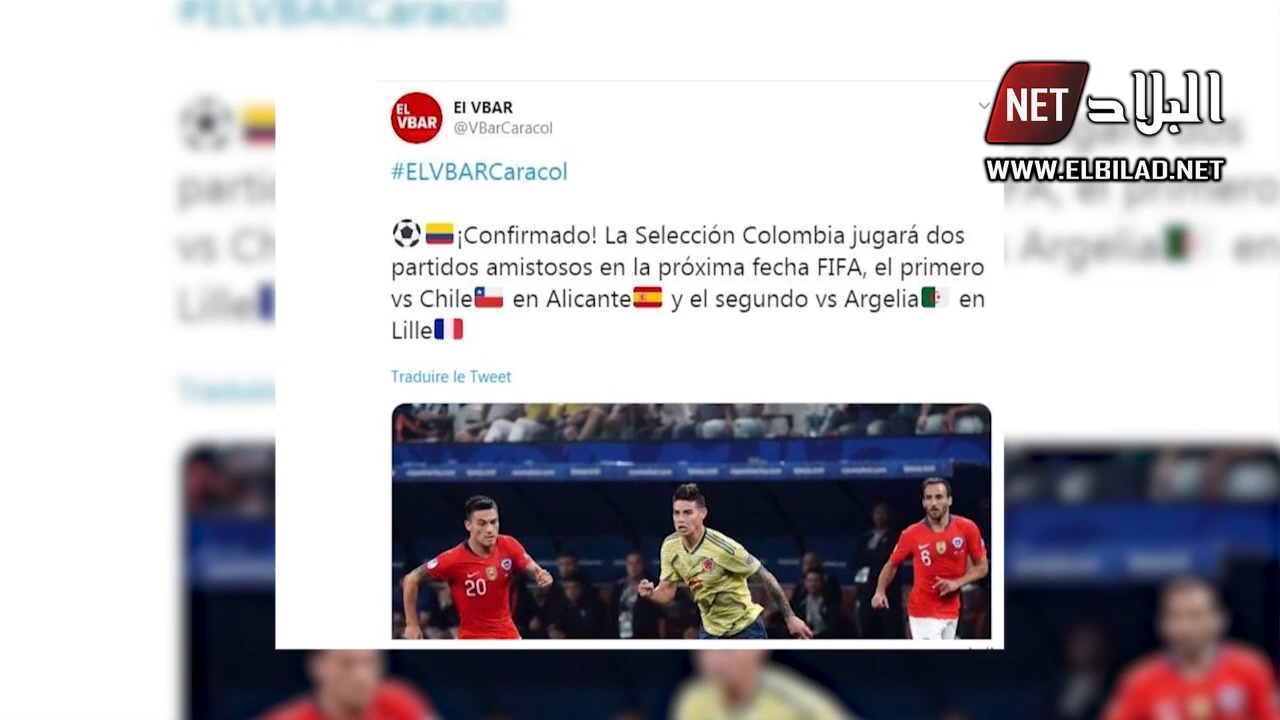 #ELVBARCaracol
NET البلاد
WWW.ELBILAD.NET
EL
VBAR
El VBAR
@VBarCaracol
#ELVBARCaracol
¡Confirmado! La Selección Colombia jugará dos
partidos amistosos en la próxima fecha FIFA, el primero
vs Chile en Alicante y el segundo vs Argelia en
Lille
Traduire le Tweet
20
6